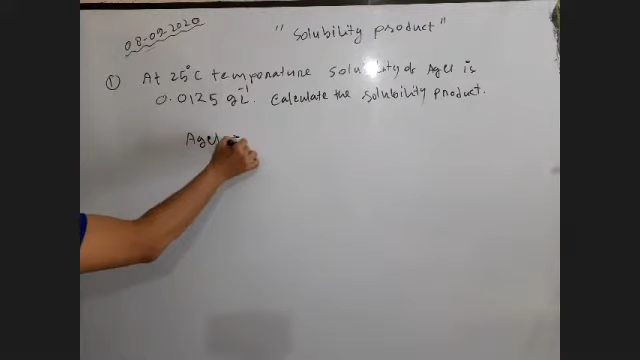 08-09-2020
"Solubility product"
① At 25°C temperature solubility of AgCl is
0.0125 gL⁻¹. Calculate the solubility product.
AgCl